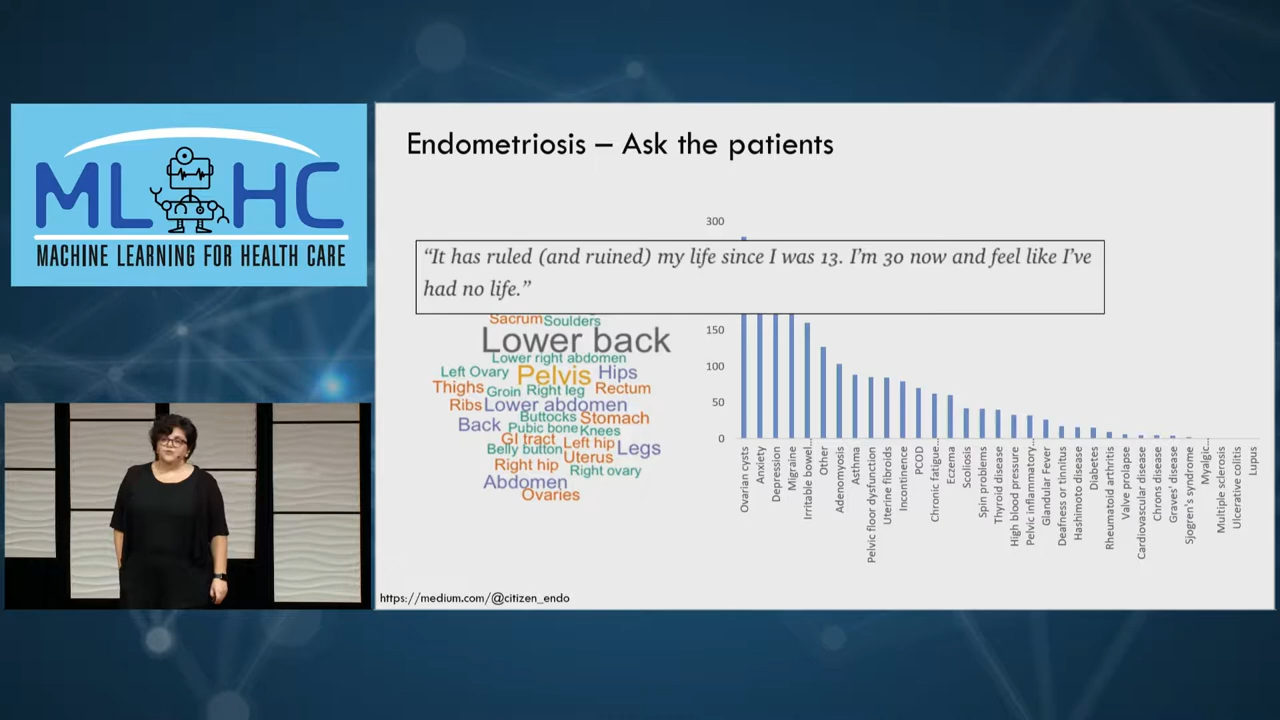 ML HC
MACHINE LEARNING FOR HEALTH CARE
Endometriosis – Ask the patients
“It has ruled (and ruined) my life since I was 13. I’m 30 now and feel like I’ve
had no life.”
Sacrum Soulders
Lower back
Lower right abdomen
Left Ovary Pelvis Hips
Thighs Groin Right leg Rectum
Ribs Lower abdomen
Buttocks Stomach
Back Pubic bone Knees
GI tract Left hip Legs
Belly button Uterus
Right hip Right ovary
Abdomen
Ovaries
300
150
100
50
0
Ovarian cysts
Anxiety
Depression
Migraine
Irritable bowel…
Other
Adenomyosis
Asthma
Pelvic floor dysfunction
Uterine fibroids
Incontinence
PCOD
Chronic fatigue…
Eczema
Scoliosis
Spin problems
Thyroid disease
High blood pressure
Pelvic inflammatory…
Glandular Fever
Deafness or tinnitus
Hashimoto disease
Diabetes
Rheumatoid arthritis
Valve prolapse
Cardiovascular disease
Chrons disease
Graves' disease
Sjogren's syndrome
Myalgic…
Multiple sclerosis
Ulcerative colitis
Lupus
https://medium.com/@citizen_endo